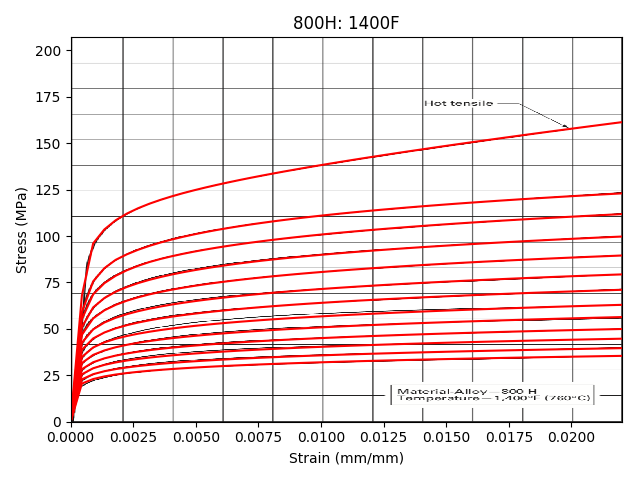 800H: 1400F
200
175
150
125
100
75
50
25
0
Stress (MPa)
Hot tensile
Material-Alloy—800 H
Temperature—1,400°F (760°C)
0.0000 0.0025 0.0050 0.0075 0.0100 0.0125 0.0150 0.0175 0.0200
Strain (mm/mm)